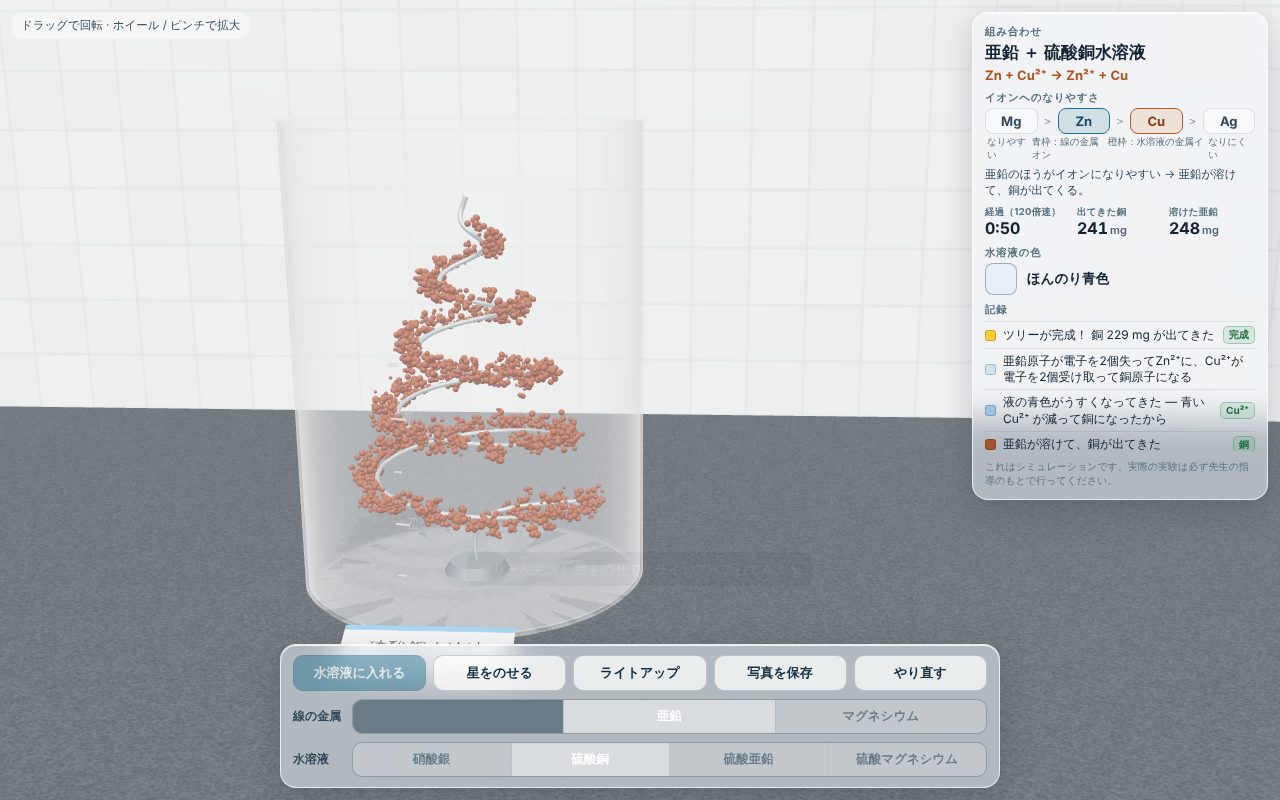 ドラッグで回転 · ホイール / ピンチで拡大
組み合わせ
亜鉛 ＋ 硫酸銅水溶液
Zn + Cu²⁺ → Zn²⁺ + Cu
イオンへのなりやすさ
Mg > Zn > Cu > Ag
なりやすい 青枠：線の金属 橙枠：水溶液の金属イオン なりにくい
亜鉛のほうがイオンになりやすい → 亜鉛が溶け
て、銅が出てくる。
経過（120倍速） 出てきた銅 溶けた亜鉛
0:50 241 mg 248 mg
水溶液の色
ほんのり青色
記録
ツリーが完成！ 銅 229 mg が出てきた 完成
亜鉛原子が電子を2個失ってZn²⁺に、Cu²⁺が
電子を2個受け取って銅原子になる
液の青色がうすくなってきた — 青い Cu²⁺
Cu²⁺ が減って銅になったから
亜鉛が溶けて、銅が出てきた 銅
これはシミュレーションです。実際の実験は必ず先生の指
導のもとで行ってください。
水溶液に入れる 星をのせる ライトアップ 写真を保存 やり直す
線の金属 亜鉛 マグネシウム
水溶液 硝酸銀 硫酸銅 硫酸亜鉛 硫酸マグネシウム